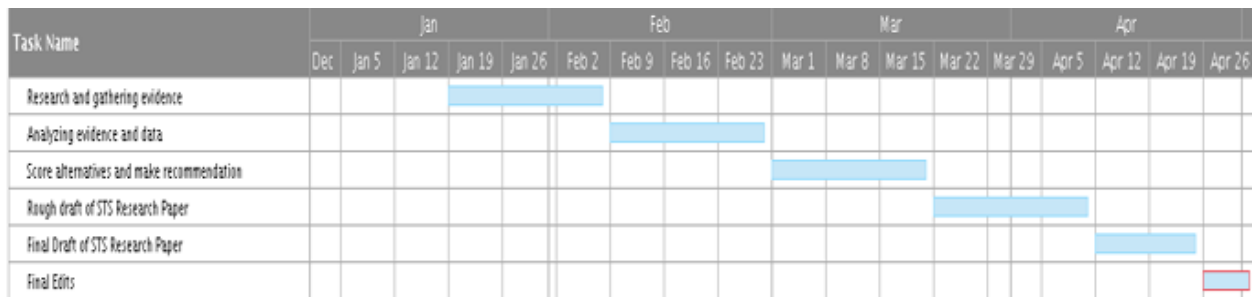 Task Name
Jan Feb Mar Apr
Dec Jan 5 Jan 12 Jan 19 Jan 26 Feb 2 Feb 9 Feb 16 Feb 23 Mar 1 Mar 8 Mar 15 Mar 22 Mar 29 Apr 5 Apr 12 Apr 19 Apr 26
Research and gathering evidence
Analyzing evidence and data
Score alternatives and make recommendation
Rough draft of STS Research Paper
Final Draft of STS Research Paper
Final Edits